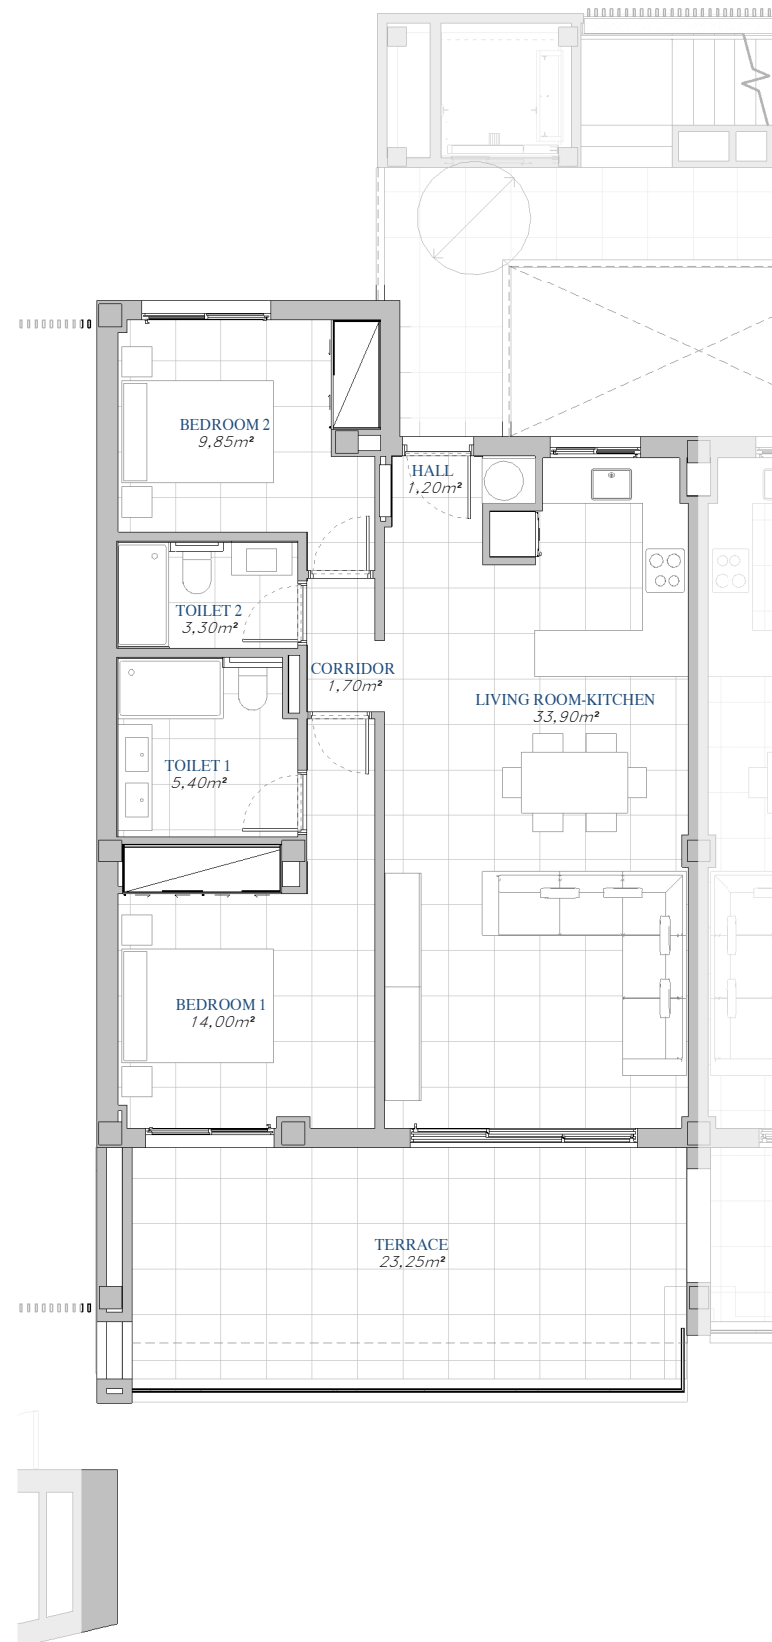 BEDROOM 2
9,85m²
HALL
1,20m²
TOILET 2
3,30m²
CORRIDOR
1,70m²
LIVING ROOM-KITCHEN
33,90m²
TOILET 1
5,40m²
BEDROOM 1
14,00m²
TERRACE
23,25m²